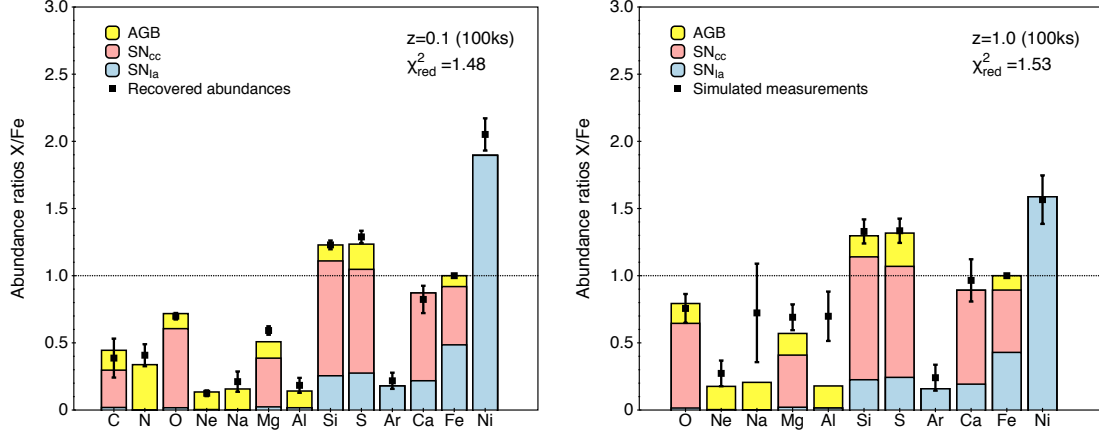 3.0
AGB
SNcc
SNIa
Recovered abundances
z=0.1 (100ks)
χ²red =1.48
2.5
2.0
1.5
1.0
0.5
0
Abundance ratios X/Fe
C N O Ne Na Mg Al Si S Ar Ca Fe Ni
3.0
AGB
SNcc
SNIa
Simulated measurements
z=1.0 (100ks)
χ²red =1.53
2.5
2.0
1.5
1.0
0.5
0
Abundance ratios X/Fe
O Ne Na Mg Al Si S Ar Ca Fe Ni